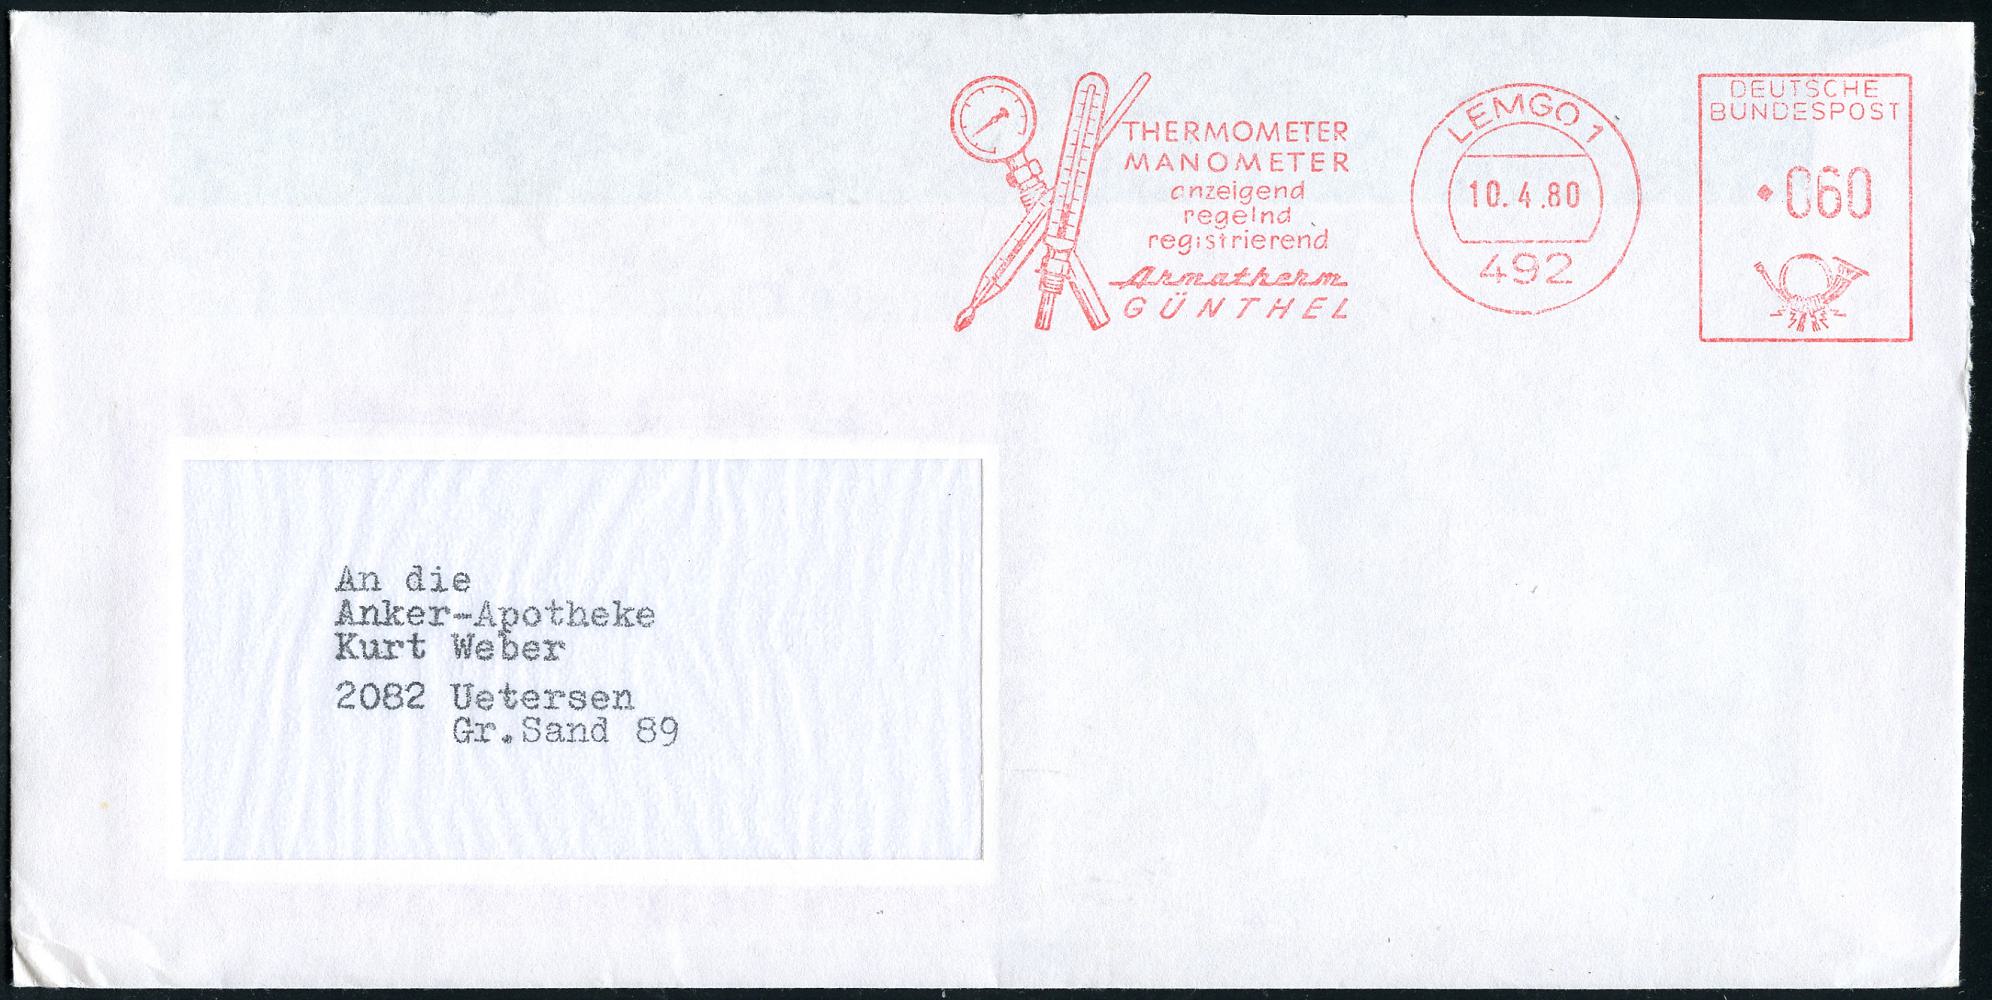 THERMOMETER
MANOMETER
anzeigend
regelnd
registrierend
Armatherm
GÜNTHEL
LEMGO 1
10.4.80
492
DEUTSCHE
BUNDESPOST
060
An die
Anker-Apotheke
Kurt Weber
2082 Uetersen
Gr.Sand 89